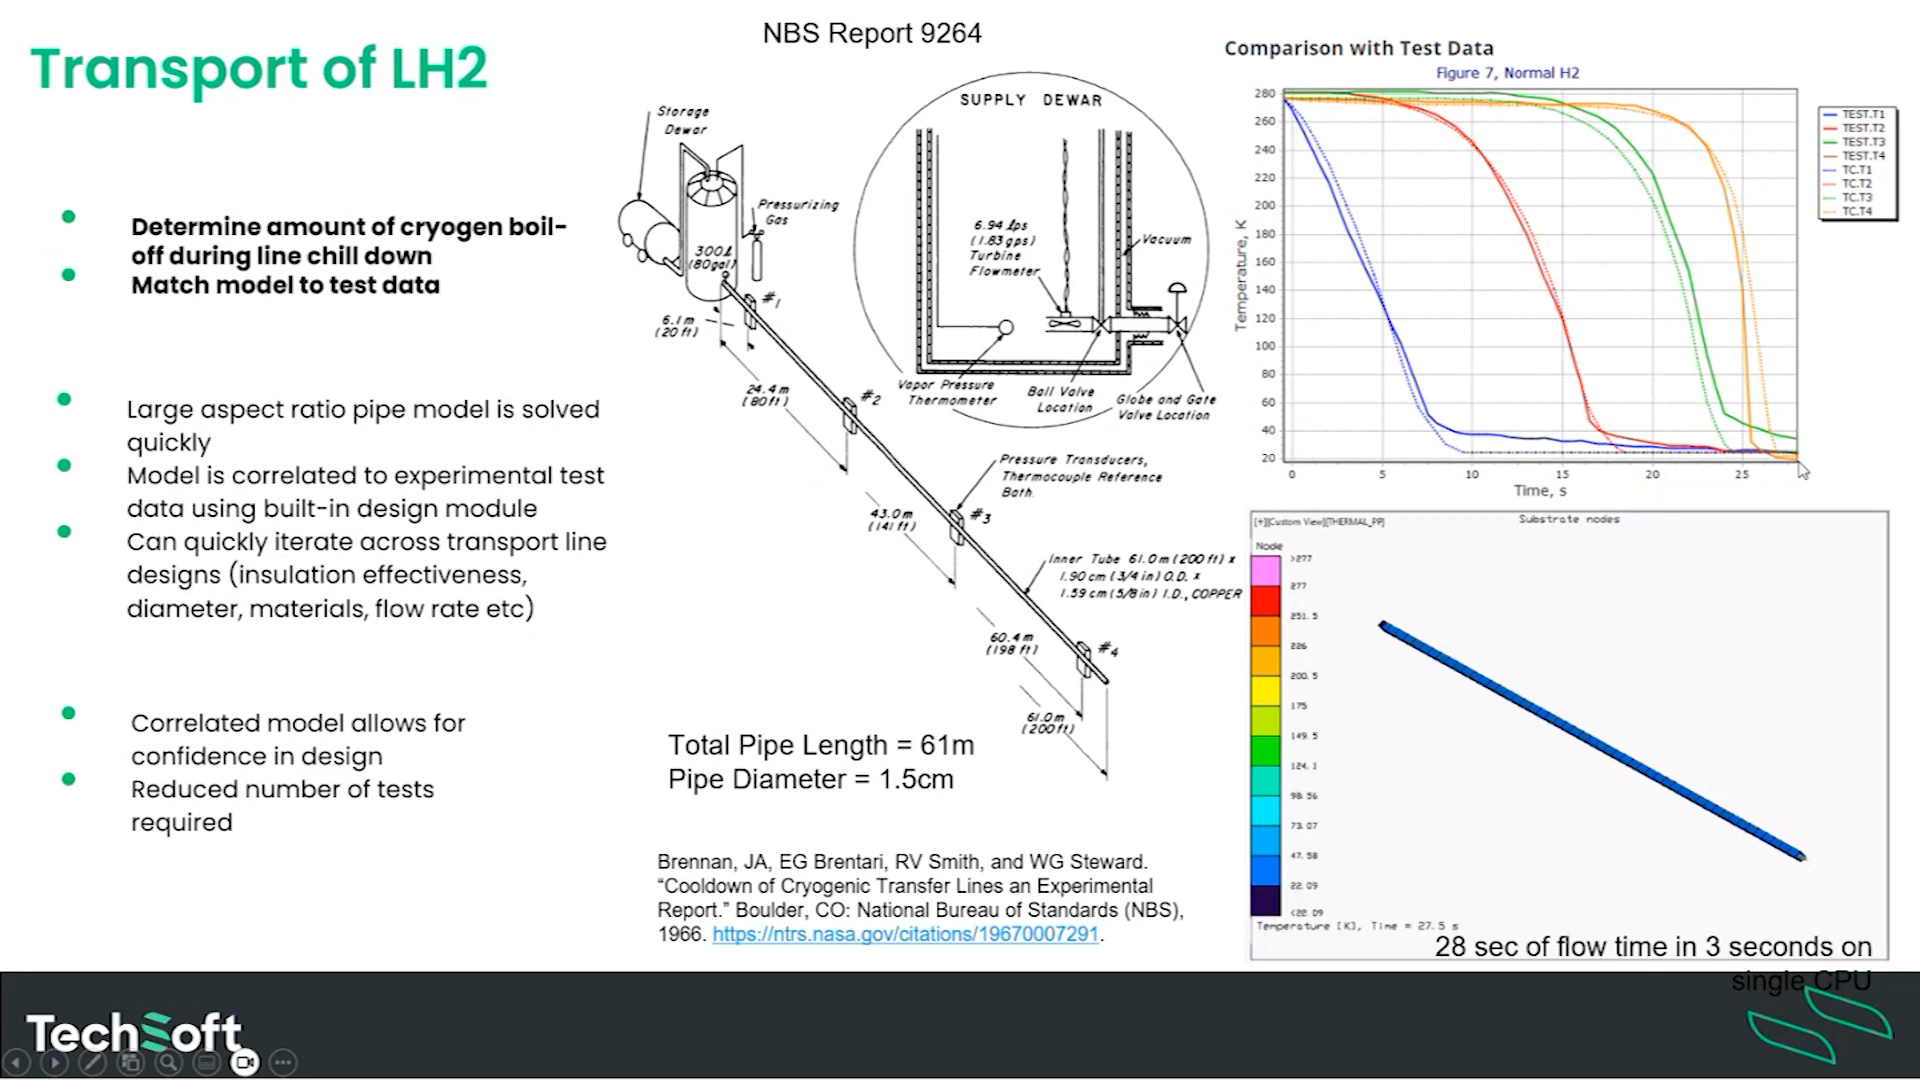 Transport of LH2
Determine amount of cryogen boil-
off during line chill down
Match model to test data
Large aspect ratio pipe model is solved
quickly
Model is correlated to experimental test
data using built-in design module
Can quickly iterate across transport line
designs (insulation effectiveness,
diameter, materials, flow rate etc)
Correlated model allows for
confidence in design
Reduced number of tests
required
NBS Report 9264
Storage
Dewar
Pressurizing
Gas
300ℓ
(80gal)
#1
6.1m
(20 ft)
24.4m
(80ft)
#2
43.0m
(141 ft)
#3
60.4m
(198 ft)
#4
61.0m
(200ft)
SUPPLY DEWAR
6.94 ℓps
(1.83 gps)
Turbine
Flowmeter
Vacuum
Vapor Pressure
Thermometer
Ball Valve
Location
Globe and Gate
Valve Location
Pressure Transducers,
Thermocouple Reference
Bath.
Inner Tube 61.0m (200 ft) x
1.90 cm (3/4 in) O.D. x
1.59 cm (5/8 in) I.D., COPPER
Total Pipe Length = 61m
Pipe Diameter = 1.5cm
Brennan, JA, EG Brentari, RV Smith, and WG Steward.
“Cooldown of Cryogenic Transfer Lines an Experimental
Report.” Boulder, CO: National Bureau of Standards (NBS),
1966. https://ntrs.nasa.gov/citations/19670007291.
Comparison with Test Data
Figure 7, Normal H2
280
260
240
220
200
180
160
140
120
100
80
60
40
20
Temperature, K
0 5 10 15 20 25
Time, s
TEST.T1
TEST.T2
TEST.T3
TEST.T4
TC.T1
TC.T2
TC.T3
TC.T4
[+][Custom View][THERMAL_PP]
Substrate nodes
Node
>277
277
251.5
226
200.5
175
149.5
124.1
98.56
73.07
47.58
22.09
<22.09
Temperature [K], Time = 27.5 s
28 sec of flow time in 3 seconds on
single CPU
TechSoft